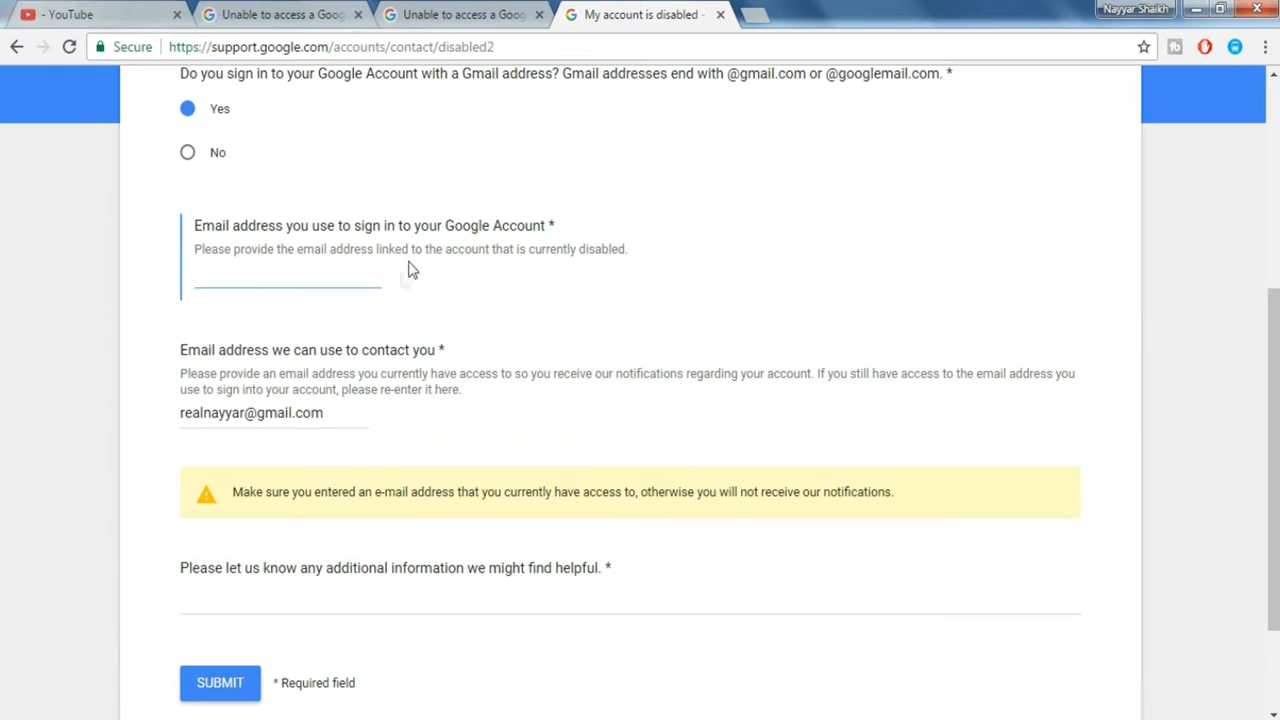 - YouTube
Unable to access a Goog
Unable to access a Goog
My account is disabled -
Nayyar Shaikh
Secure
https://support.google.com/accounts/contact/disabled2
Do you sign in to your Google Account with a Gmail address? Gmail addresses end with @gmail.com or @googlemail.com. *
Yes
No
Email address you use to sign in to your Google Account *
Please provide the email address linked to the account that is currently disabled.
Email address we can use to contact you *
Please provide an email address you currently have access to so you receive our notifications regarding your account. If you still have access to the email address you
use to sign into your account, please re-enter it here.
realnayyar@gmail.com
Make sure you entered an e-mail address that you currently have access to, otherwise you will not receive our notifications.
Please let us know any additional information we might find helpful. *
SUBMIT
* Required field